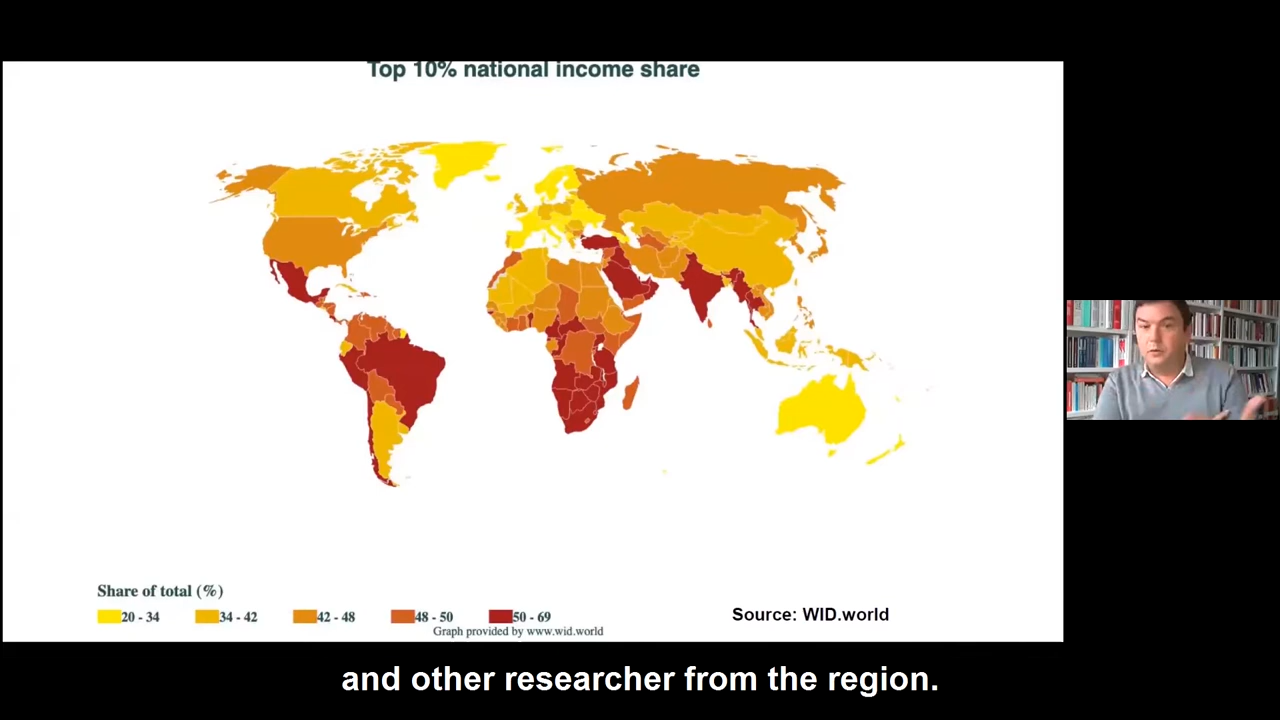 Top 10% national income share
Share of total (%)
20 - 34
34 - 42
42 - 48
48 - 50
50 - 69
Graph provided by www.wid.world
Source: WID.world
and other researcher from the region.